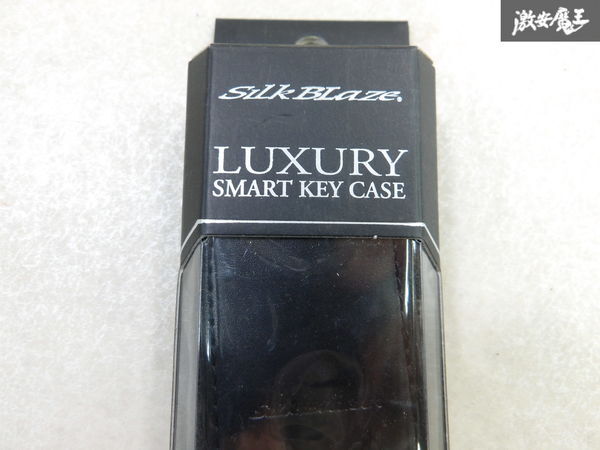 激安魔王
SilkBLaze®
LUXURY
SMART KEY CASE